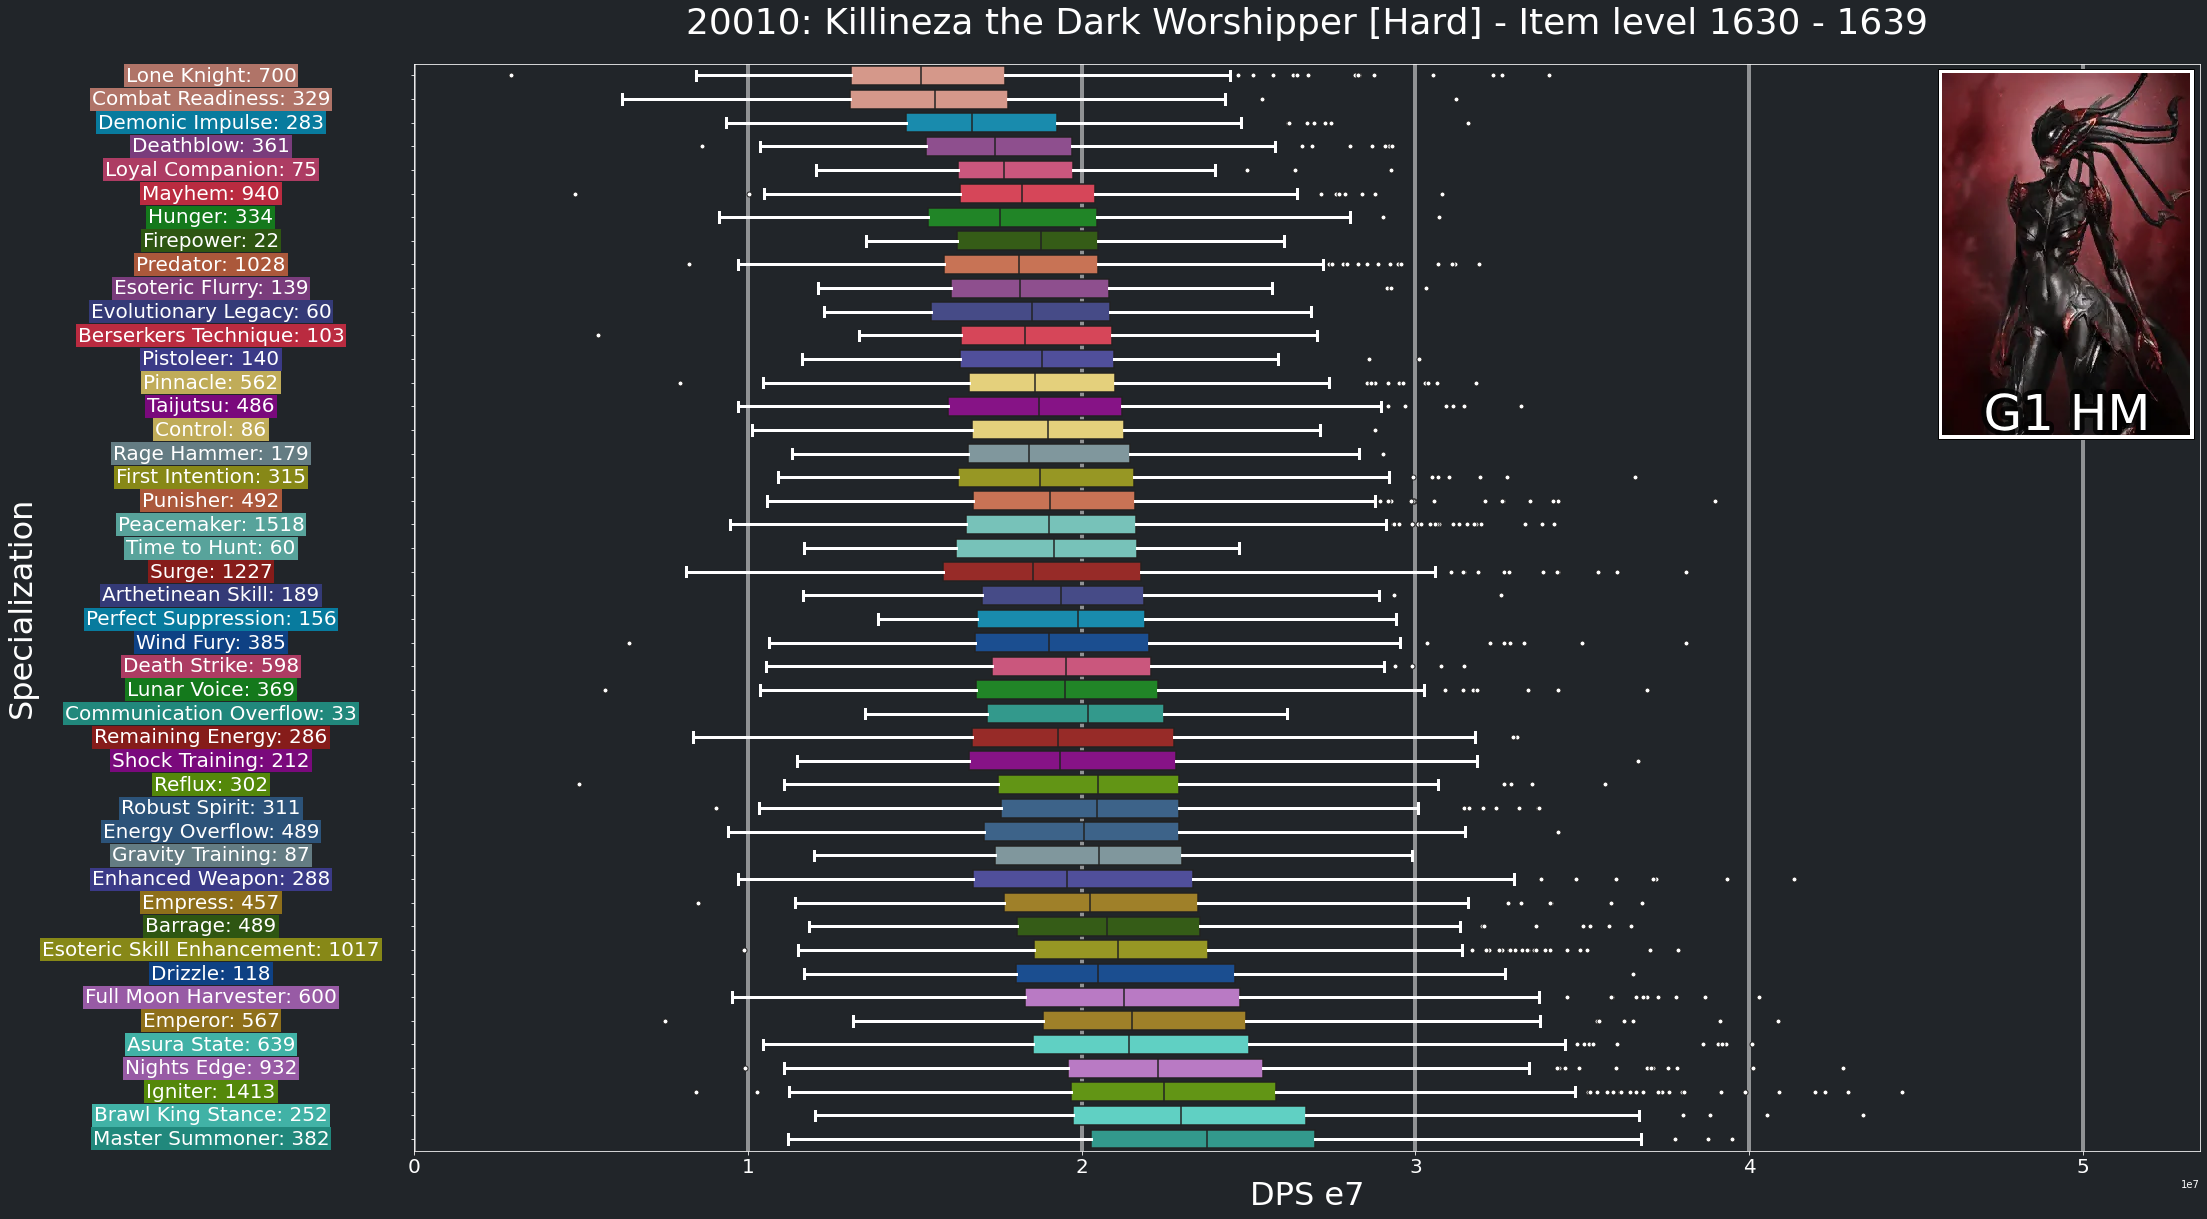 20010: Killineza the Dark Worshipper [Hard] - Item level 1630 - 1639
Lone Knight: 700
Combat Readiness: 329
Demonic Impulse: 283
Deathblow: 361
Loyal Companion: 75
Mayhem: 940
Hunger: 334
Firepower: 22
Predator: 1028
Esoteric Flurry: 139
Evolutionary Legacy: 60
Berserkers Technique: 103
Pistoleer: 140
Pinnacle: 562
Taijutsu: 486
Control: 86
Rage Hammer: 179
First Intention: 315
Punisher: 492
Peacemaker: 1518
Time to Hunt: 60
Surge: 1227
Arthetinean Skill: 189
Perfect Suppression: 156
Wind Fury: 385
Death Strike: 598
Lunar Voice: 369
Communication Overflow: 33
Remaining Energy: 286
Shock Training: 212
Reflux: 302
Robust Spirit: 311
Energy Overflow: 489
Gravity Training: 87
Enhanced Weapon: 288
Empress: 457
Barrage: 489
Esoteric Skill Enhancement: 1017
Drizzle: 118
Full Moon Harvester: 600
Emperor: 567
Asura State: 639
Nights Edge: 932
Igniter: 1413
Brawl King Stance: 252
Master Summoner: 382
Specialization
G1 HM
0 1 2 3 4 5
1e7
DPS e7